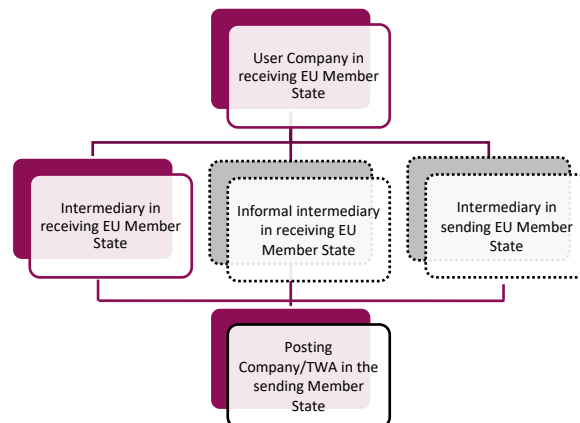 User Company in
receiving EU Member
State
Intermediary in
receiving EU Member
State
Informal intermediary
in receiving EU
Member State
Intermediary in
sending EU Member
State
Posting
Company/TWA in the
sending Member
State